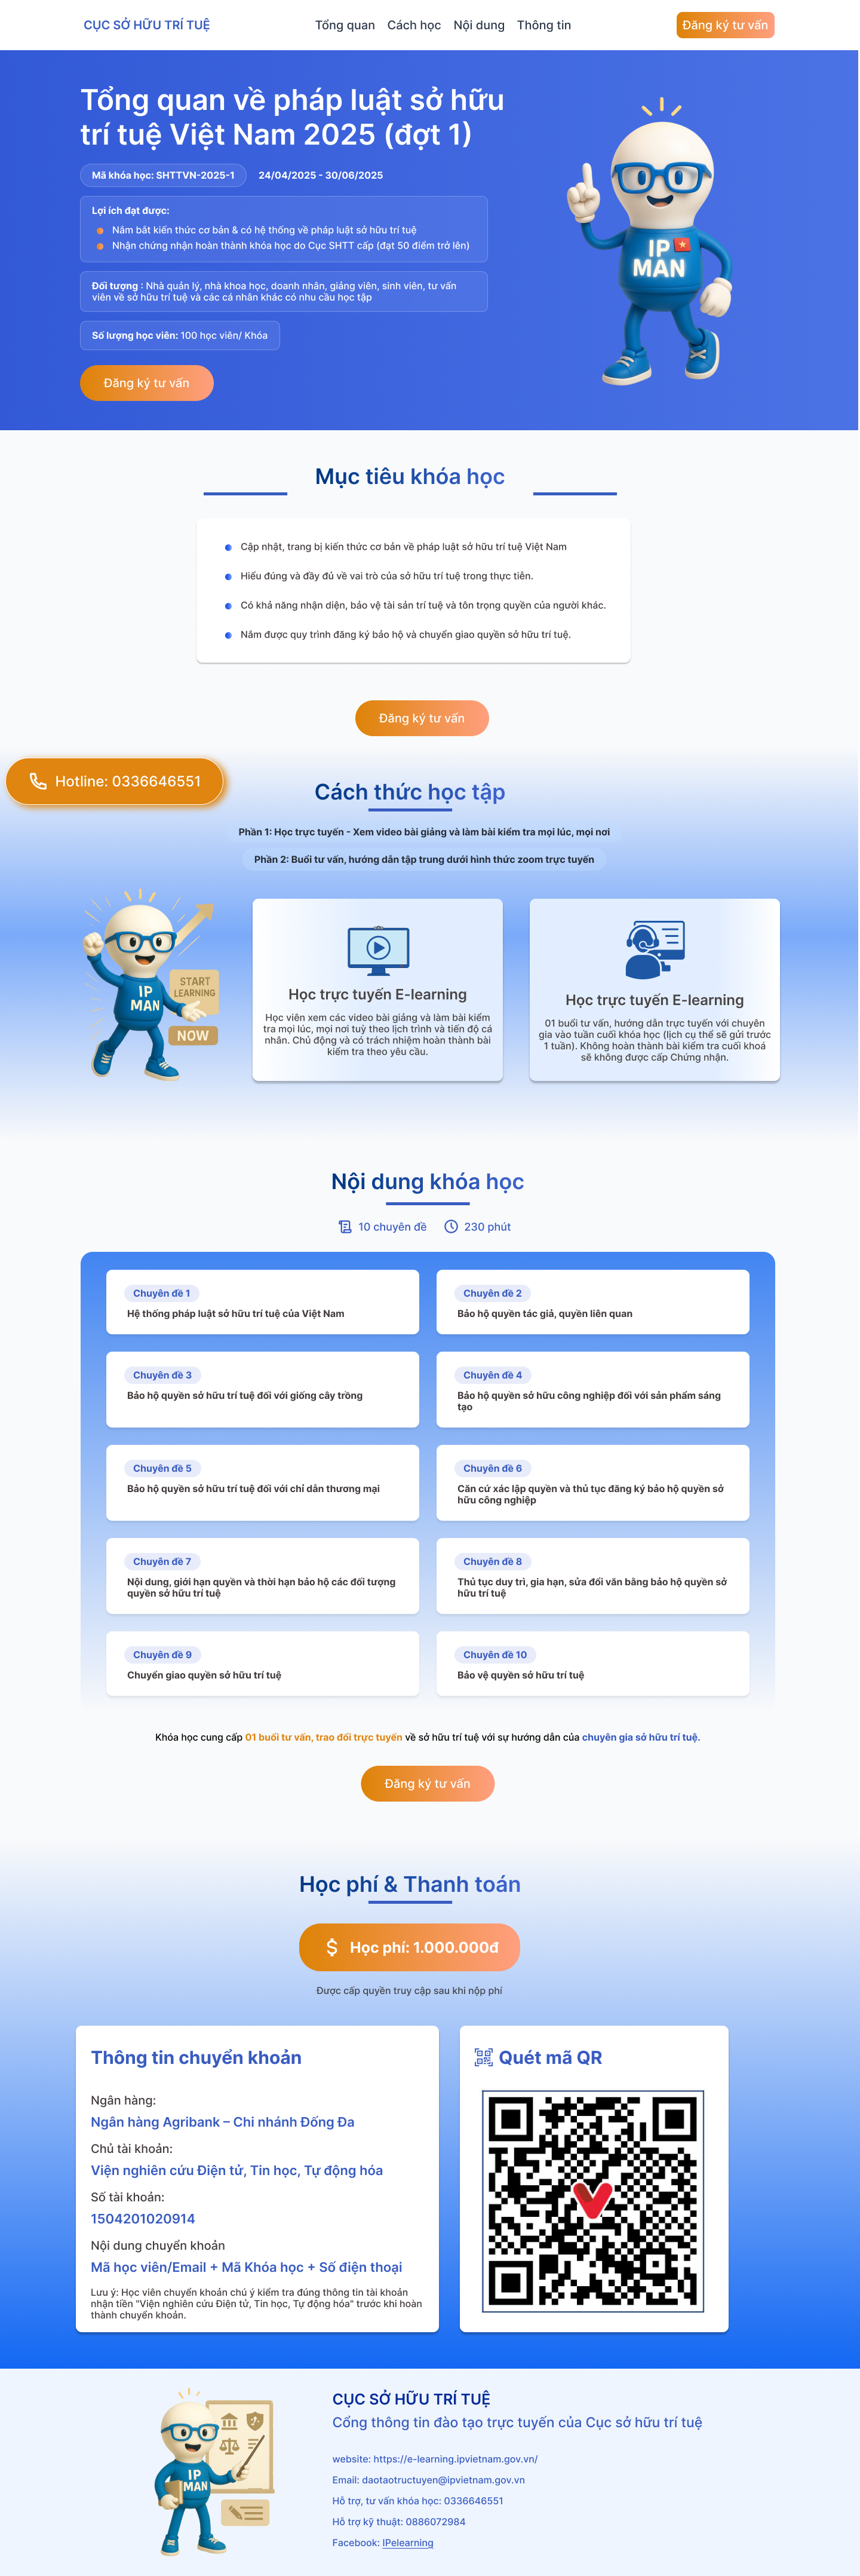 CỤC SỞ HỮU TRÍ TUỆ
Tổng quan Cách học Nội dung Thông tin
Đăng ký tư vấn
Tổng quan về pháp luật sở hữu
trí tuệ Việt Nam 2025 (đợt 1)
Mã khóa học: SHTTVN-2025-1
24/04/2025 - 30/06/2025
Lợi ích đạt được:
Nắm bắt kiến thức cơ bản & có hệ thống về pháp luật sở hữu trí tuệ
Nhận chứng nhận hoàn thành khóa học do Cục SHTT cấp (đạt 50 điểm trở lên)
Đối tượng : Nhà quản lý, nhà khoa học, doanh nhân, giảng viên, sinh viên, tư vấn
viên về sở hữu trí tuệ và các cá nhân khác có nhu cầu học tập
Số lượng học viên: 100 học viên/ Khóa
Đăng ký tư vấn
IP
MAN
Mục tiêu khóa học
Cập nhật, trang bị kiến thức cơ bản về pháp luật sở hữu trí tuệ Việt Nam
Hiểu đúng và đầy đủ về vai trò của sở hữu trí tuệ trong thực tiễn.
Có khả năng nhận diện, bảo vệ tài sản trí tuệ và tôn trọng quyền của người khác.
Nắm được quy trình đăng ký bảo hộ và chuyển giao quyền sở hữu trí tuệ.
Đăng ký tư vấn
Hotline: 0336646551
Cách thức học tập
Phần 1: Học trực tuyến - Xem video bài giảng và làm bài kiểm tra mọi lúc, mọi nơi
Phần 2: Buổi tư vấn, hướng dẫn tập trung dưới hình thức zoom trực tuyến
IP
MAN
START
LEARNING
NOW
Học trực tuyến E-learning
Học viên xem các video bài giảng và làm bài kiểm
tra mọi lúc, mọi nơi tuỳ theo lịch trình và tiến độ cá
nhân. Chủ động và có trách nhiệm hoàn thành bài
kiểm tra theo yêu cầu.
Học trực tuyến E-learning
01 buổi tư vấn, hướng dẫn trực tuyến với chuyên
gia vào tuần cuối khóa học (lịch cụ thể sẽ gửi trước
1 tuần). Không hoàn thành bài kiểm tra cuối khoá
sẽ không được cấp Chứng nhận.
Nội dung khóa học
10 chuyên đề
230 phút
Chuyên đề 1
Hệ thống pháp luật sở hữu trí tuệ của Việt Nam
Chuyên đề 2
Bảo hộ quyền tác giả, quyền liên quan
Chuyên đề 3
Bảo hộ quyền sở hữu trí tuệ đối với giống cây trồng
Chuyên đề 4
Bảo hộ quyền sở hữu công nghiệp đối với sản phẩm sáng
tạo
Chuyên đề 5
Bảo hộ quyền sở hữu trí tuệ đối với chỉ dẫn thương mại
Chuyên đề 6
Căn cứ xác lập quyền và thủ tục đăng ký bảo hộ quyền sở
hữu công nghiệp
Chuyên đề 7
Nội dung, giới hạn quyền và thời hạn bảo hộ các đối tượng
quyền sở hữu trí tuệ
Chuyên đề 8
Thủ tục duy trì, gia hạn, sửa đổi văn bằng bảo hộ quyền sở
hữu trí tuệ
Chuyên đề 9
Chuyển giao quyền sở hữu trí tuệ
Chuyên đề 10
Bảo vệ quyền sở hữu trí tuệ
Khóa học cung cấp 01 buổi tư vấn, trao đổi trực tuyến về sở hữu trí tuệ với sự hướng dẫn của chuyên gia sở hữu trí tuệ.
Đăng ký tư vấn
Học phí & Thanh toán
Học phí: 1.000.000đ
Được cấp quyền truy cập sau khi nộp phí
Thông tin chuyển khoản
Ngân hàng:
Ngân hàng Agribank – Chi nhánh Đống Đa
Chủ tài khoản:
Viện nghiên cứu Điện tử, Tin học, Tự động hóa
Số tài khoản:
1504201020914
Nội dung chuyển khoản
Mã học viên/Email + Mã Khóa học + Số điện thoại
Lưu ý: Học viên chuyển khoản chú ý kiểm tra đúng thông tin tài khoản
nhận tiền "Viện nghiên cứu Điện tử, Tin học, Tự động hóa" trước khi hoàn
thành chuyển khoản.
Quét mã QR
IP
MAN
CỤC SỞ HỮU TRÍ TUỆ
Cổng thông tin đào tạo trực tuyến của Cục sở hữu trí tuệ
website: https://e-learning.ipvietnam.gov.vn/
Email: daotaotructuyen@ipvietnam.gov.vn
Hỗ trợ, tư vấn khóa học: 0336646551
Hỗ trợ kỹ thuật: 0886072984
Facebook: IPelearning